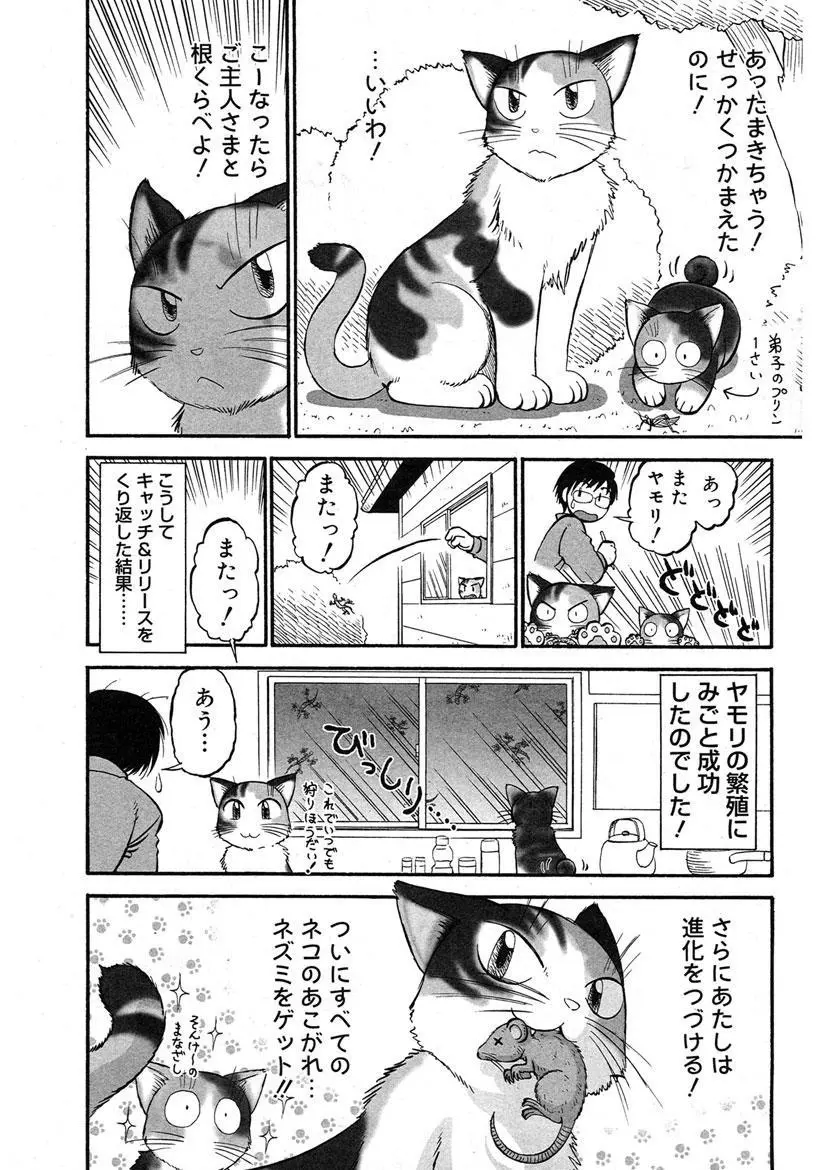 あったまきちゃう！
せっかくつかまえた
のに！
…いいわ！
弟子のプリン
1さい
こーなったら
ご主人さまと
根くらべよ！
あっ
また
ヤモリ！
どどどど
またっ！
またっ！
こうして
キャッチ&リリースを
くり返した結果……
ヤモリの繁殖に
みごと成功
したのでした！
びっしり…
これでいつでも
狩りほうだい！
あう…
さらにあたしは
進化をつづける！
ついにすべての
ネコのあこがれ…
ネズミをゲット!!
そんけーの
まなざし